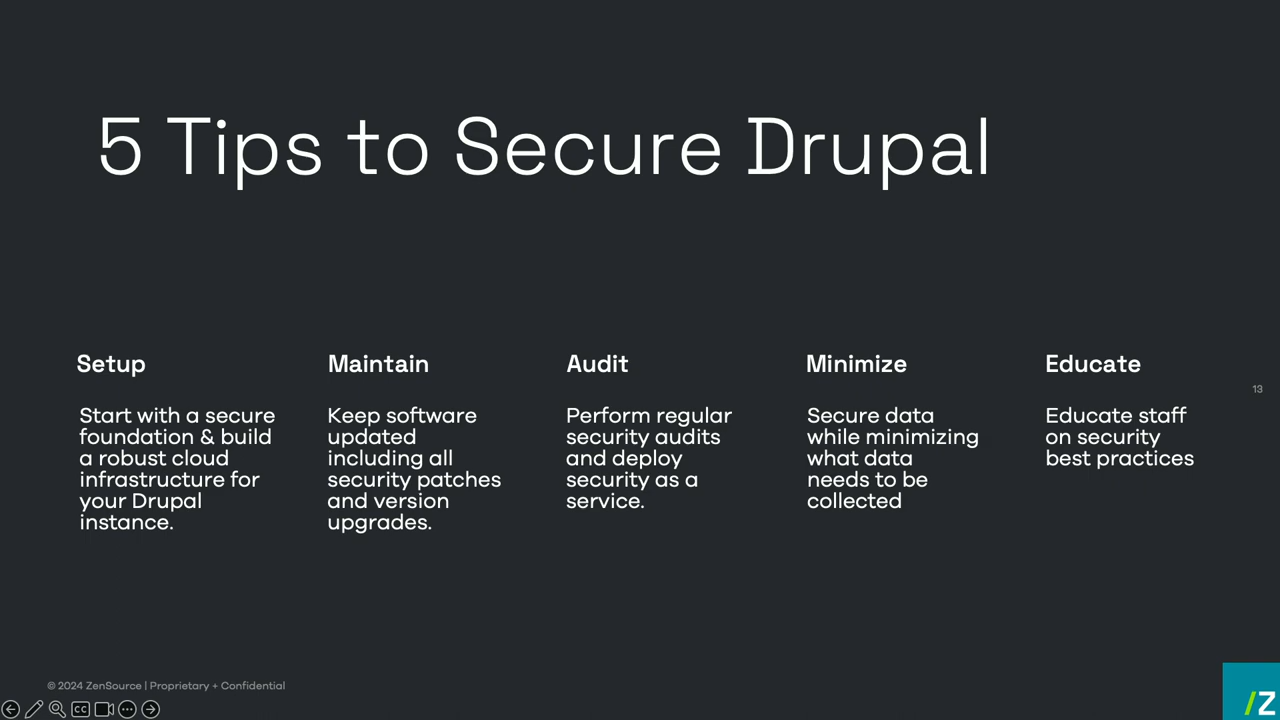 5 Tips to Secure Drupal
Setup
Start with a secure
foundation & build
a robust cloud
infrastructure for
your Drupal
instance.
Maintain
Keep software
updated
including all
security patches
and version
upgrades.
Audit
Perform regular
security audits
and deploy
security as a
service.
Minimize
Secure data
while minimizing
what data
needs to be
collected
Educate
Educate staff
on security
best practices
13
© 2024 ZenSource | Proprietary + Confidential
CC
/Z